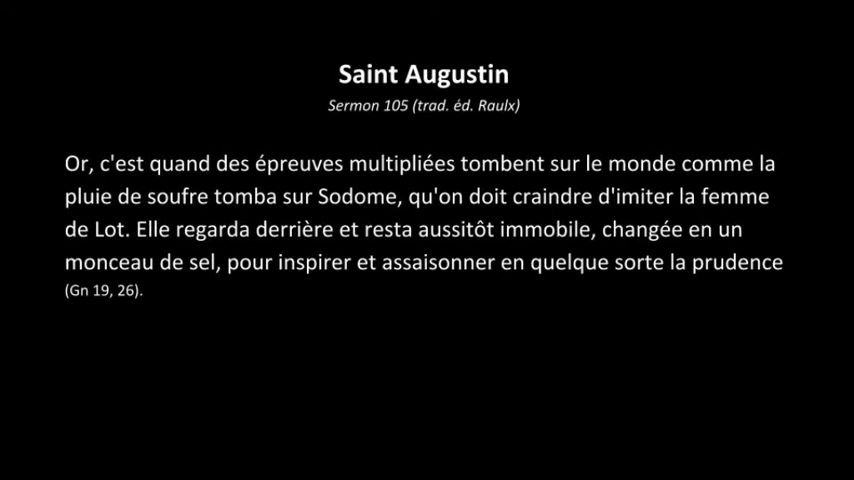 Saint Augustin
Sermon 105 (trad. éd. Raulx)
Or, c'est quand des épreuves multipliées tombent sur le monde comme la
pluie de soufre tomba sur Sodome, qu'on doit craindre d'imiter la femme
de Lot. Elle regarda derrière et resta aussitôt immobile, changée en un
monceau de sel, pour inspirer et assaisonner en quelque sorte la prudence
(Gn 19, 26).